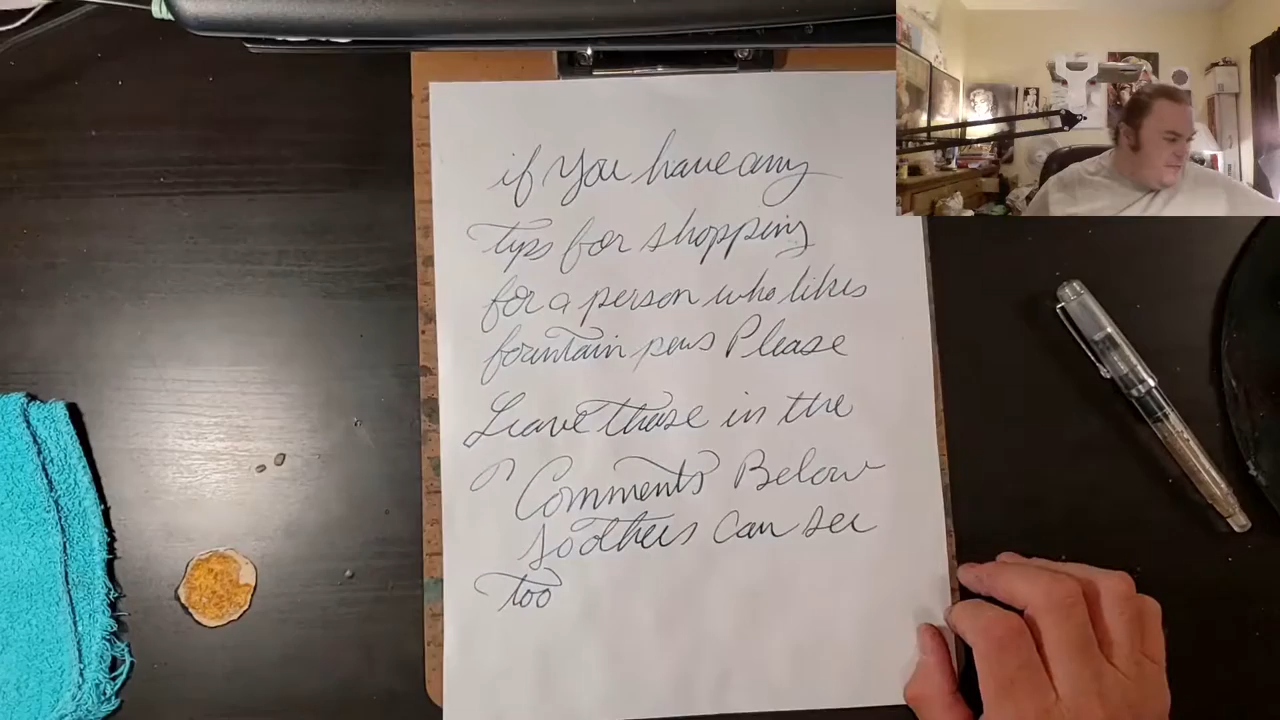 if You have any
tips for shopping
for a person who likes
fountain pens Please
Leave those in the
Comments Below
so others can see
too